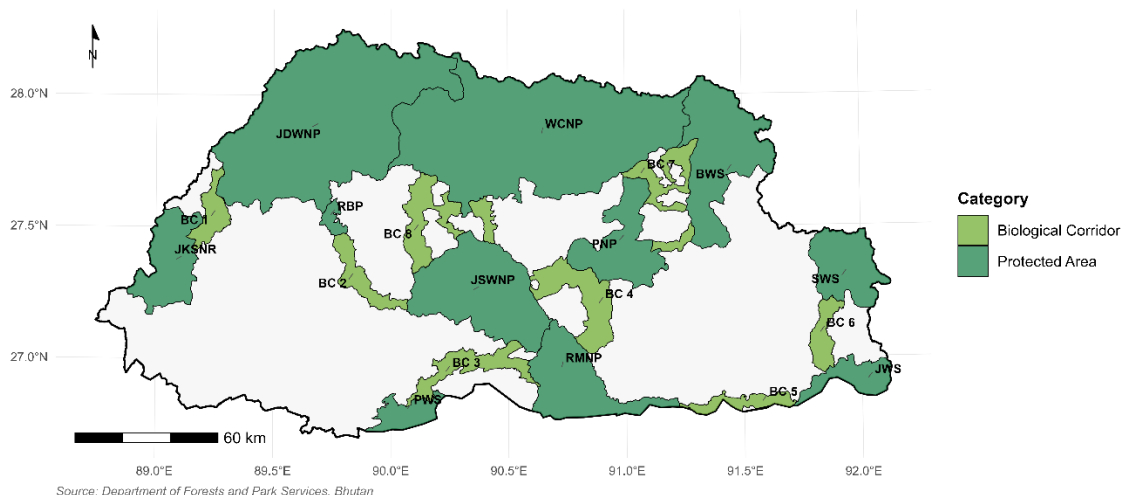 N
28.0°N
27.5°N
27.0°N
JDWNP
WCNP
BC 7
BWS
RBP
BC 1
BC 8
PNP
JKSNR
BC 2
JSWNP
BC 4
SWS
BC 6
BC 3
RMNP
JWS
PWS
BC 5
Category
Biological Corridor
Protected Area
60 km
89.0°E
89.5°E
90.0°E
90.5°E
91.0°E
91.5°E
92.0°E
Source: Department of Forests and Park Services, Bhutan